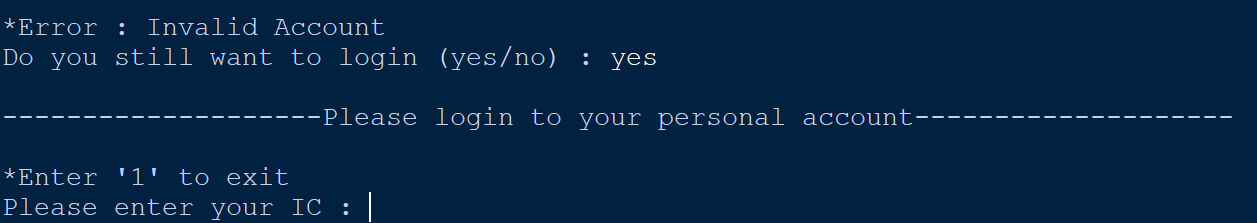 *Error : Invalid Account
Do you still want to login (yes/no) : yes
--------------------Please login to your personal account--------------------
*Enter '1' to exit
Please enter your IC :